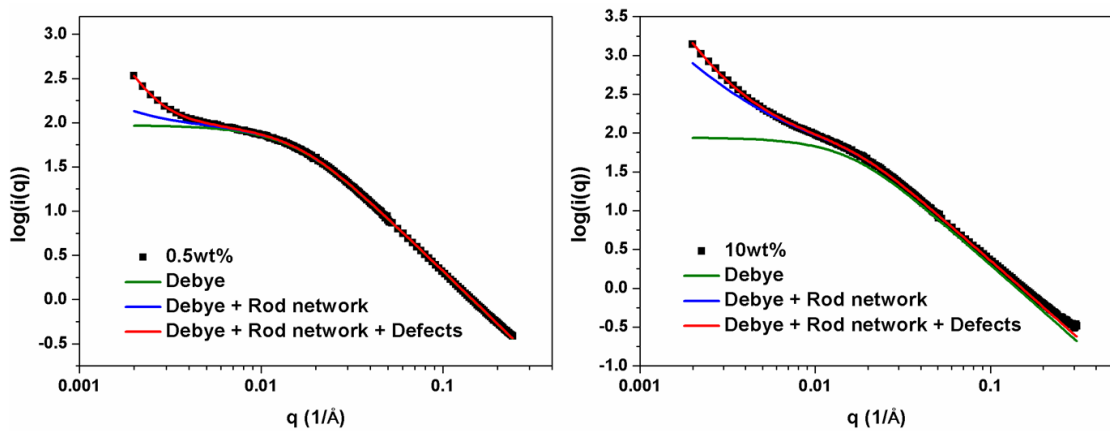 log(i(q))
3.0
2.5
2.0
1.5
1.0
0.5
0.0
-0.5
0.5wt%
Debye
Debye + Rod network
Debye + Rod network + Defects
0.001 0.01 0.1
q (1/Å)
log(i(q))
3.5
3.0
2.5
2.0
1.5
1.0
0.5
0.0
-0.5
-1.0
10wt%
Debye
Debye + Rod network
Debye + Rod network + Defects
0.001 0.01 0.1
q (1/Å)